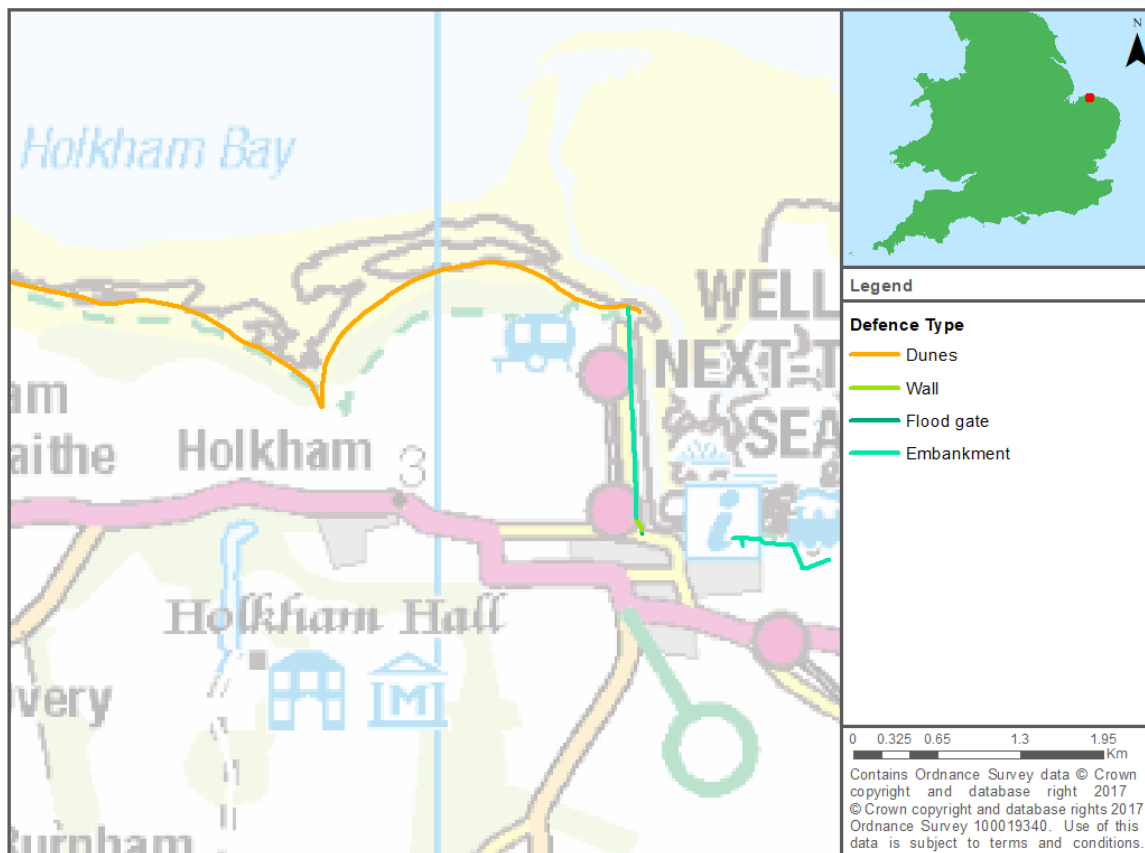 N
Holkham Bay
WELL
NEXT-T
SEA
am
aithe
Holkham
3
i
Holkham Hall
M
very
Burnham
Legend
Defence Type
Dunes
Wall
Flood gate
Embankment
0 0.325 0.65 1.3 1.95
Km
Contains Ordnance Survey data © Crown
copyright and database right 2017
© Crown copyright and database rights 2017
Ordnance Survey 100019340. Use of this
data is subject to terms and conditions.